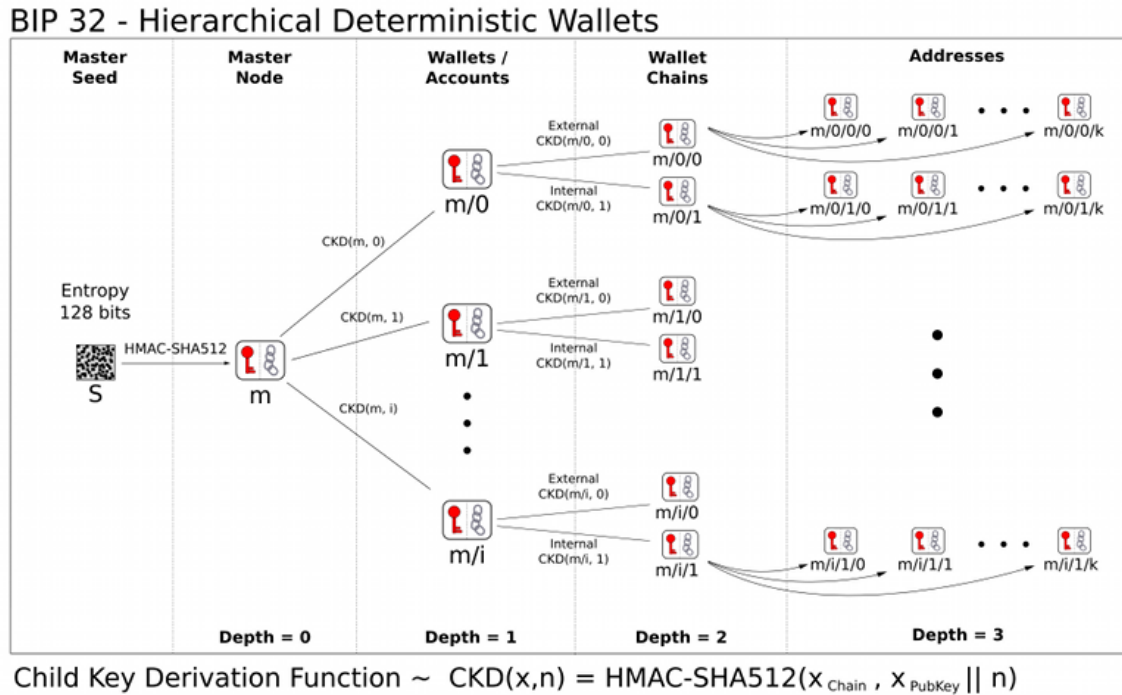 BIP 32 - Hierarchical Deterministic Wallets
Master
Seed
Master
Node
Wallets /
Accounts
Wallet
Chains
Addresses
Entropy
128 bits
S
HMAC-SHA512
m
CKD(m, 0)
CKD(m, 1)
CKD(m, i)
m/0
m/1
m/i
External
CKD(m/0, 0)
Internal
CKD(m/0, 1)
External
CKD(m/1, 0)
Internal
CKD(m/1, 1)
External
CKD(m/i, 0)
Internal
CKD(m/i, 1)
m/0/0
m/0/1
m/1/0
m/1/1
m/i/0
m/i/1
m/0/0/0 m/0/0/1 m/0/0/k
m/0/1/0 m/0/1/1 m/0/1/k
m/i/1/0 m/i/1/1 m/i/1/k
Depth = 0 Depth = 1 Depth = 2 Depth = 3
Child Key Derivation Function ~ CKD(x,n) = HMAC-SHA512(x Chain , x PubKey || n)